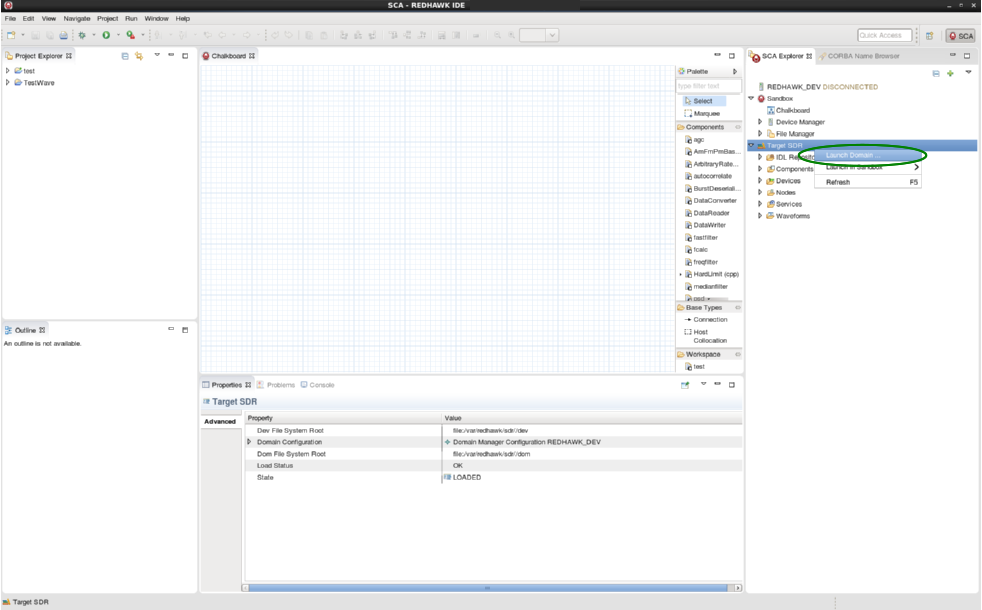 SCA - REDHAWK IDE
File Edit View Navigate Project Run Window Help
Quick Access
SCA
Project Explorer
test
TestWave
Outline
An outline is not available.
Chalkboard
Palette
type filter text
Select
Marquee
Components
agc
AmFmPmBas...
ArbitraryRate...
autocorrelate
BurstDeserial...
DataConverter
DataReader
DataWriter
fastfilter
fcalc
freqfilter
HardLimit (cpp)
medianfilter
psd
Base Types
Connection
Host
Collocation
Workspace
test
Properties
Problems
Console
Target SDR
Advanced
Property Value
Dev File System Root file:/var/redhawk/sdr//dev
Domain Configuration Domain Manager Configuration REDHAWK_DEV
Dom File System Root file:/var/redhawk/sdr//dom
Load Status OK
State LOADED
SCA Explorer
CORBA Name Browser
REDHAWK_DEV DISCONNECTED
Sandbox
Chalkboard
Device Manager
File Manager
Target SDR
IDL
Components
Devices
Nodes
Services
Waveforms
Launch Domain ...
Launch in Sandbox
Refresh F5
Target SDR